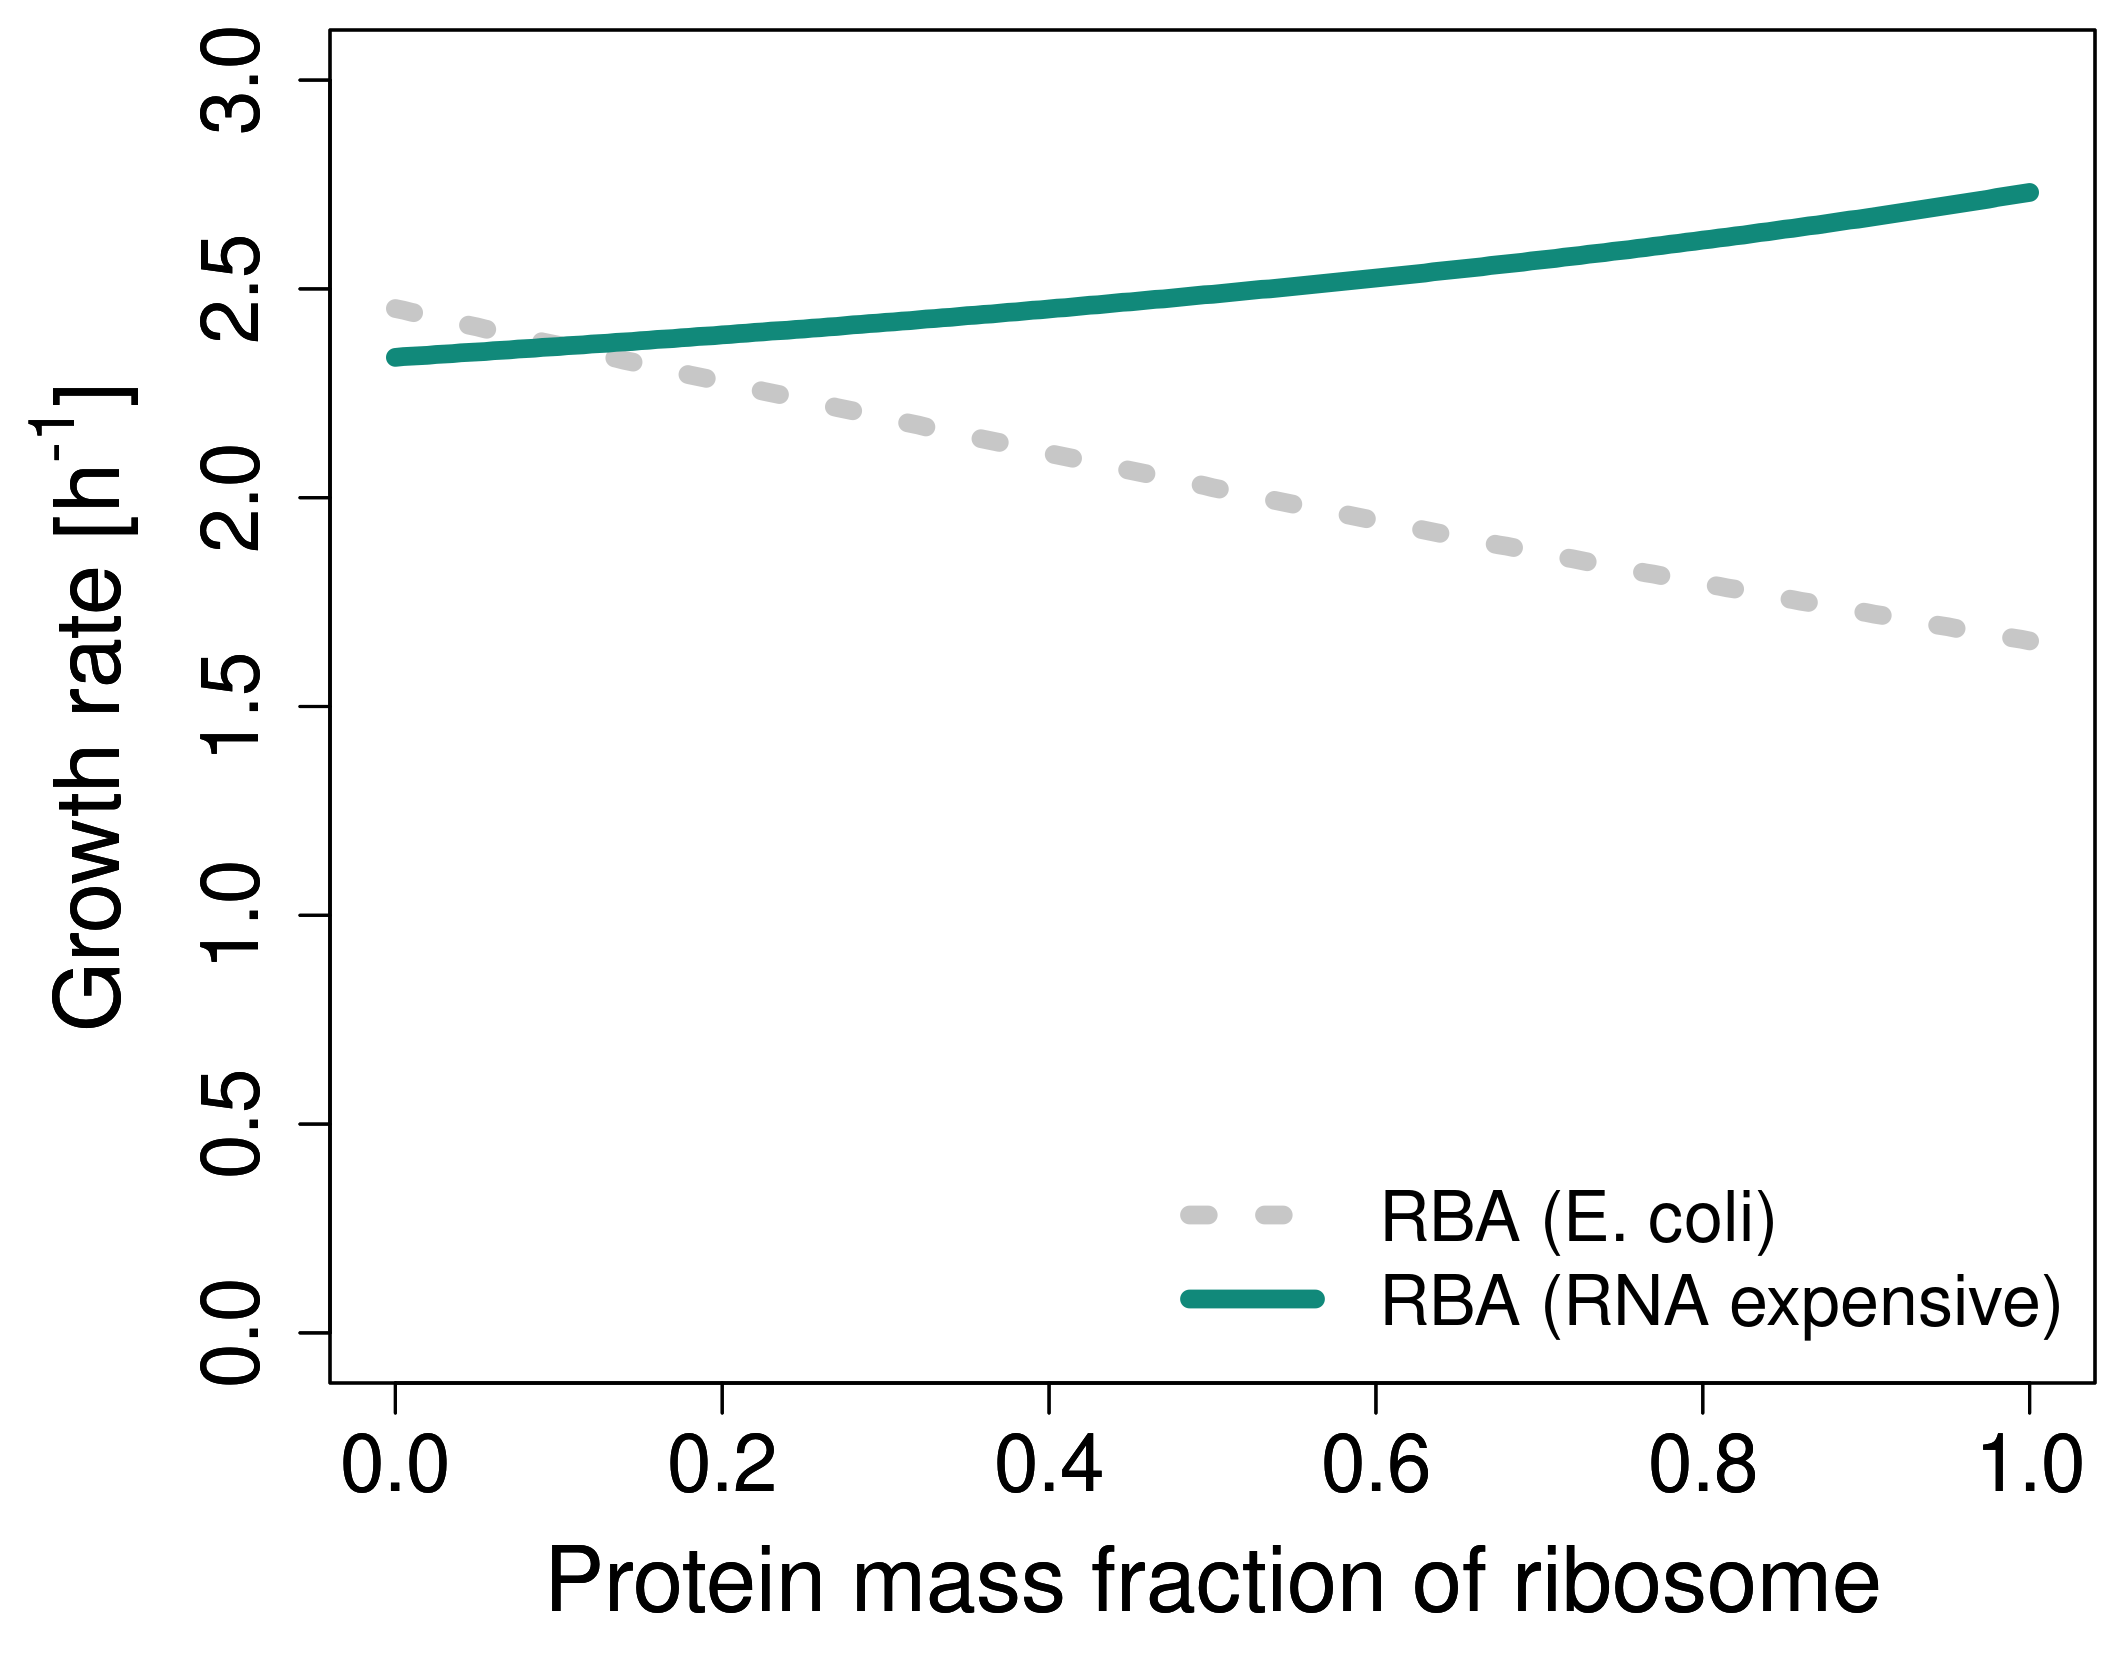 Growth rate [h-1]
3.0
2.5
2.0
1.5
1.0
0.5
0.0
RBA (E. coli)
RBA (RNA expensive)
0.0 0.2 0.4 0.6 0.8 1.0
Protein mass fraction of ribosome